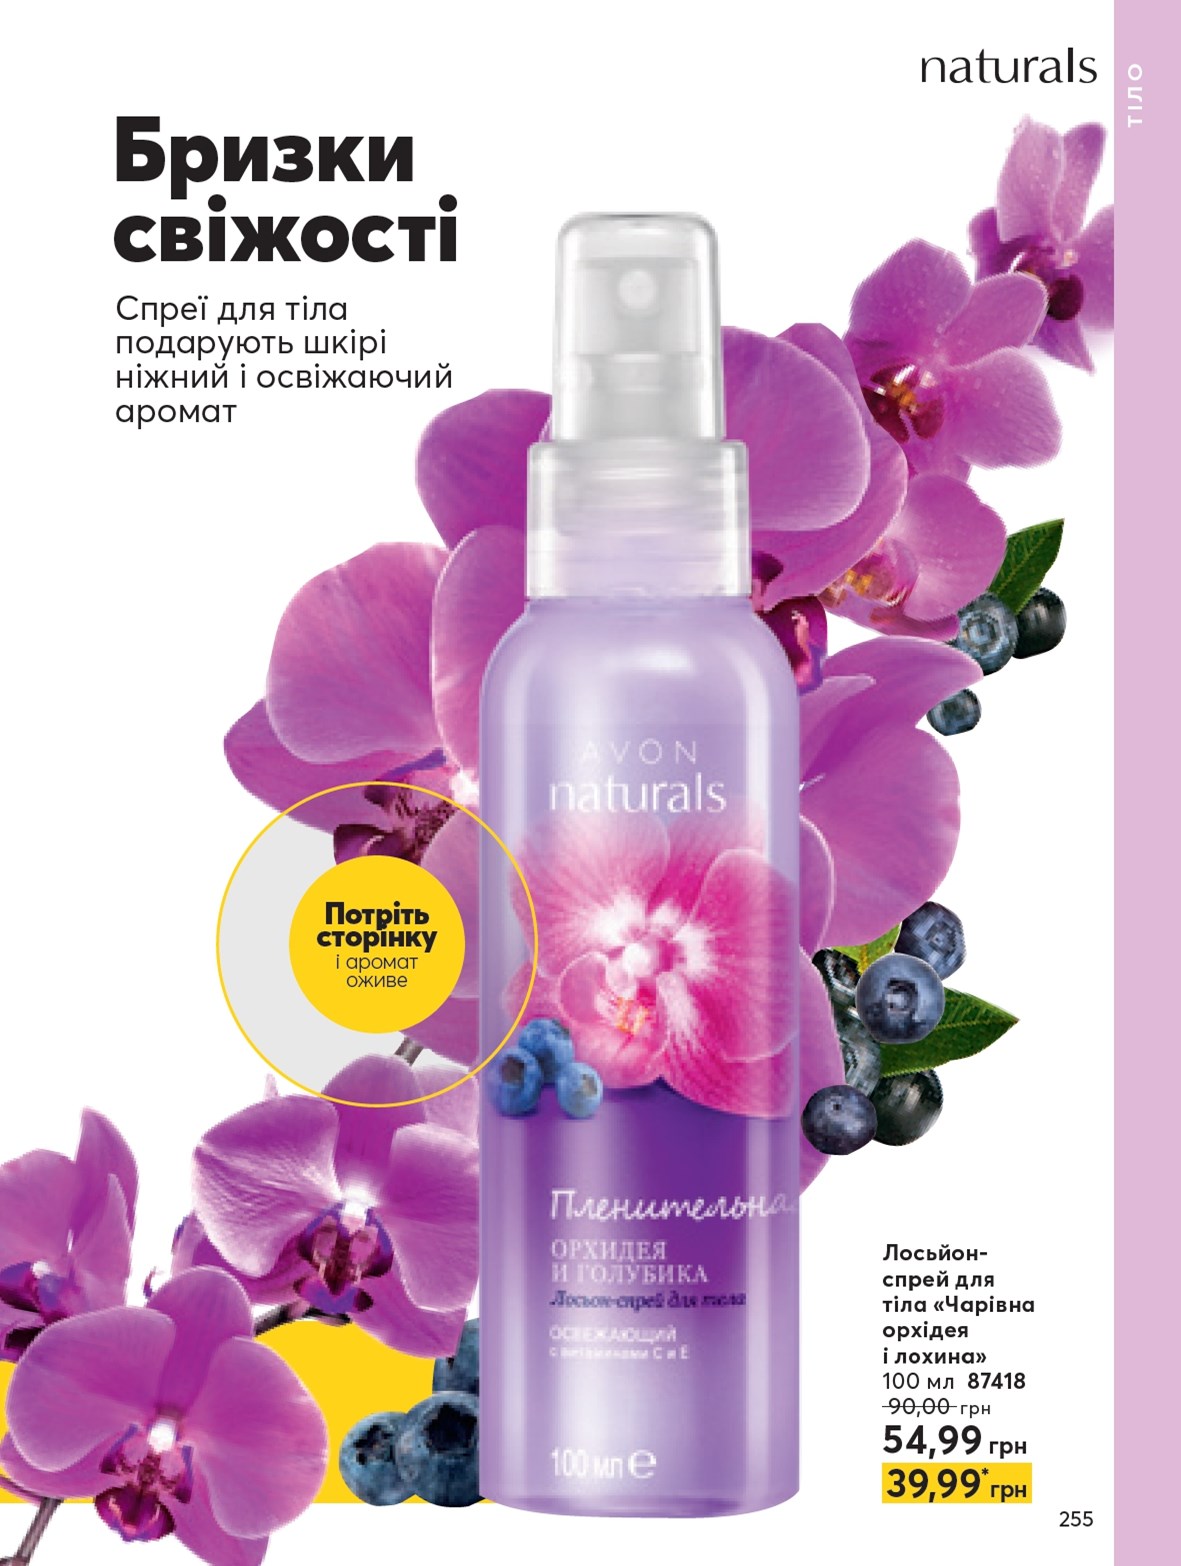 naturals
ТІЛО
Бризки
свіжості
Спреї для тіла
подарують шкірі
ніжний і освіжаючий
аромат
AVON
naturals
Потріть
сторінку
і аромат
оживе
Пленительна
ОРХИДЕЯ
И ГОЛУБИКА
Лосьон-спрей для тела
ОСВЕЖАЮЩИЙ
с витаминами С и Е
100 мл е
Лосьйон-
спрей для
тіла «Чарівна
орхідея
і лохина»
100 мл 87418
90,00 грн
54,99 грн
39,99* грн
255